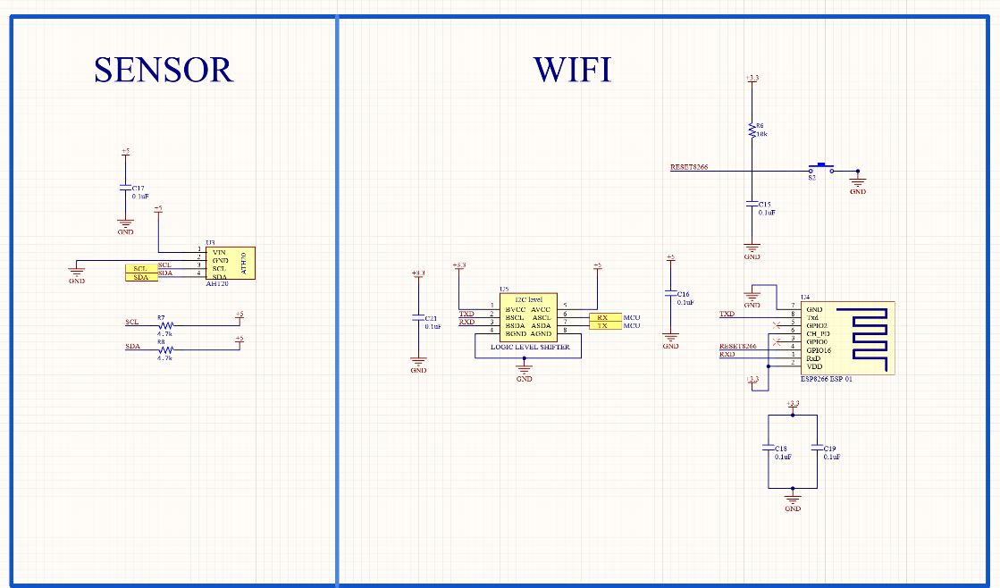 SENSOR
WIFI
+5
C17
0.1uF
GND
+5
U3
1
VIN
2
GND
3
SCL
4
SDA
ATH20
AHT20
GND
SCL
SCL
SDA
SDA
SCL
R7
4.7k
+5
SDA
R8
4.7k
+5
+3.3
C21
0.1uF
GND
+3.3
U5
I2C level
1
BVCC AVCC
5
TXD
2
BSCL ASCL
6
RXD
3
BSDA ASDA
7
4
BGND AGND
8
LOGIC LEVEL SHIFTER
GND
+5
RX
MCU
TX
MCU
+5
C16
0.1uF
GND
+3.3
R6
10k
RESET8266
S2
GND
C15
0.1uF
GND
GND
U4
7
GND
TXD
8
Txd
5
GPIO2
6
CH_PD
3
GPIO0
RESET8266
4
GPIO16
RXD
1
RxD
2
VDD
+3.3
ESP8266 ESP-01
+3.3
C18
0.1uF
C19
0.1uF
GND